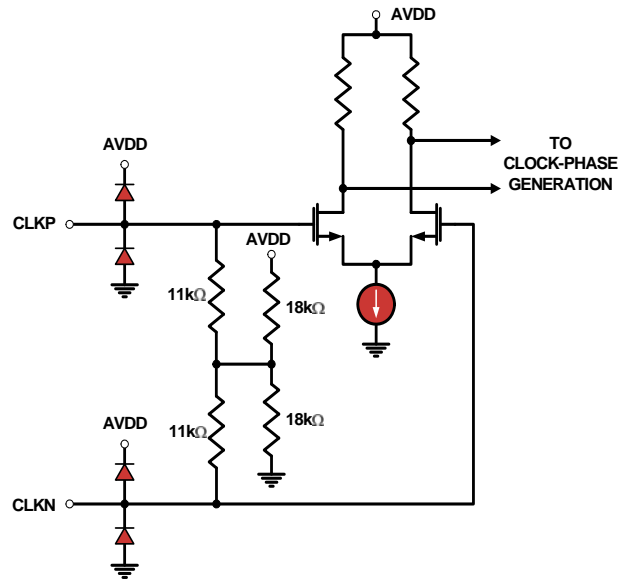 AVDD
TO
CLOCK-PHASE
GENERATION
AVDD
CLKP
AVDD
11kΩ
18kΩ
11kΩ
18kΩ
AVDD
CLKN